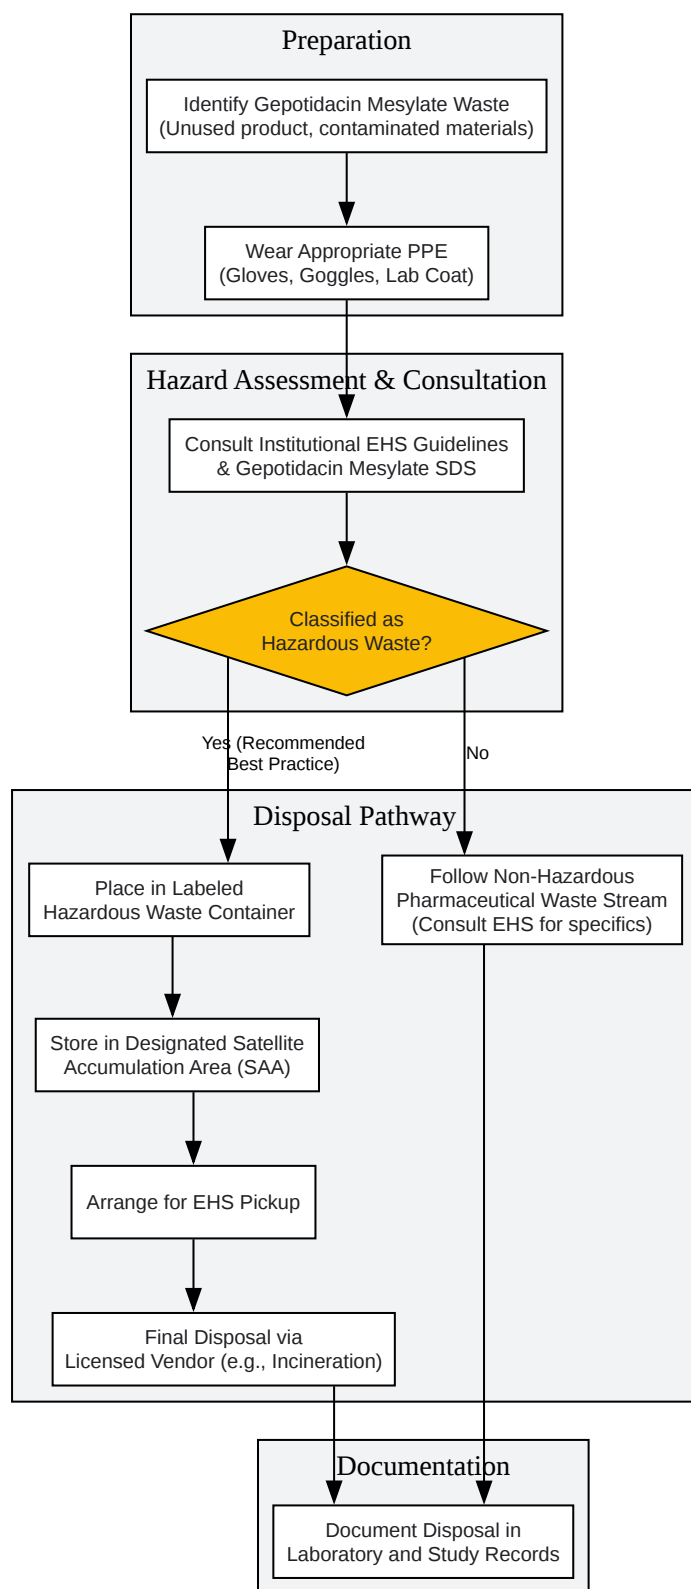 Preparation
Identify Gepotidacin Mesylate Waste
(Unused product, contaminated materials)
Wear Appropriate PPE
(Gloves, Goggles, Lab Coat)
Hazard Assessment & Consultation
Consult Institutional EHS Guidelines
& Gepotidacin Mesylate SDS
Classified as
Hazardous Waste?
Yes (Recommended
Best Practice)
No
Disposal Pathway
Place in Labeled
Hazardous Waste Container
Follow Non-Hazardous
Pharmaceutical Waste Stream
(Consult EHS for specifics)
Store in Designated Satellite
Accumulation Area (SAA)
Arrange for EHS Pickup
Final Disposal via
Licensed Vendor (e.g., Incineration)
Documentation
Document Disposal in
Laboratory and Study Records